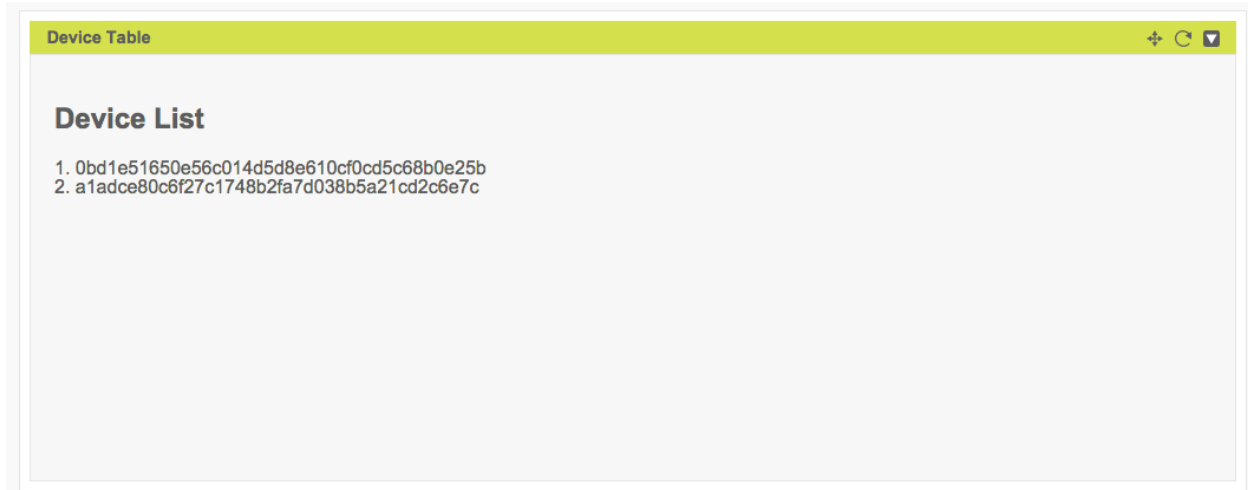 Device Table
Device List
1. 0bd1e51650e56c014d5d8e610cf0cd5c68b0e25b
2. a1adce80c6f27c1748b2fa7d038b5a21cd2c6e7c